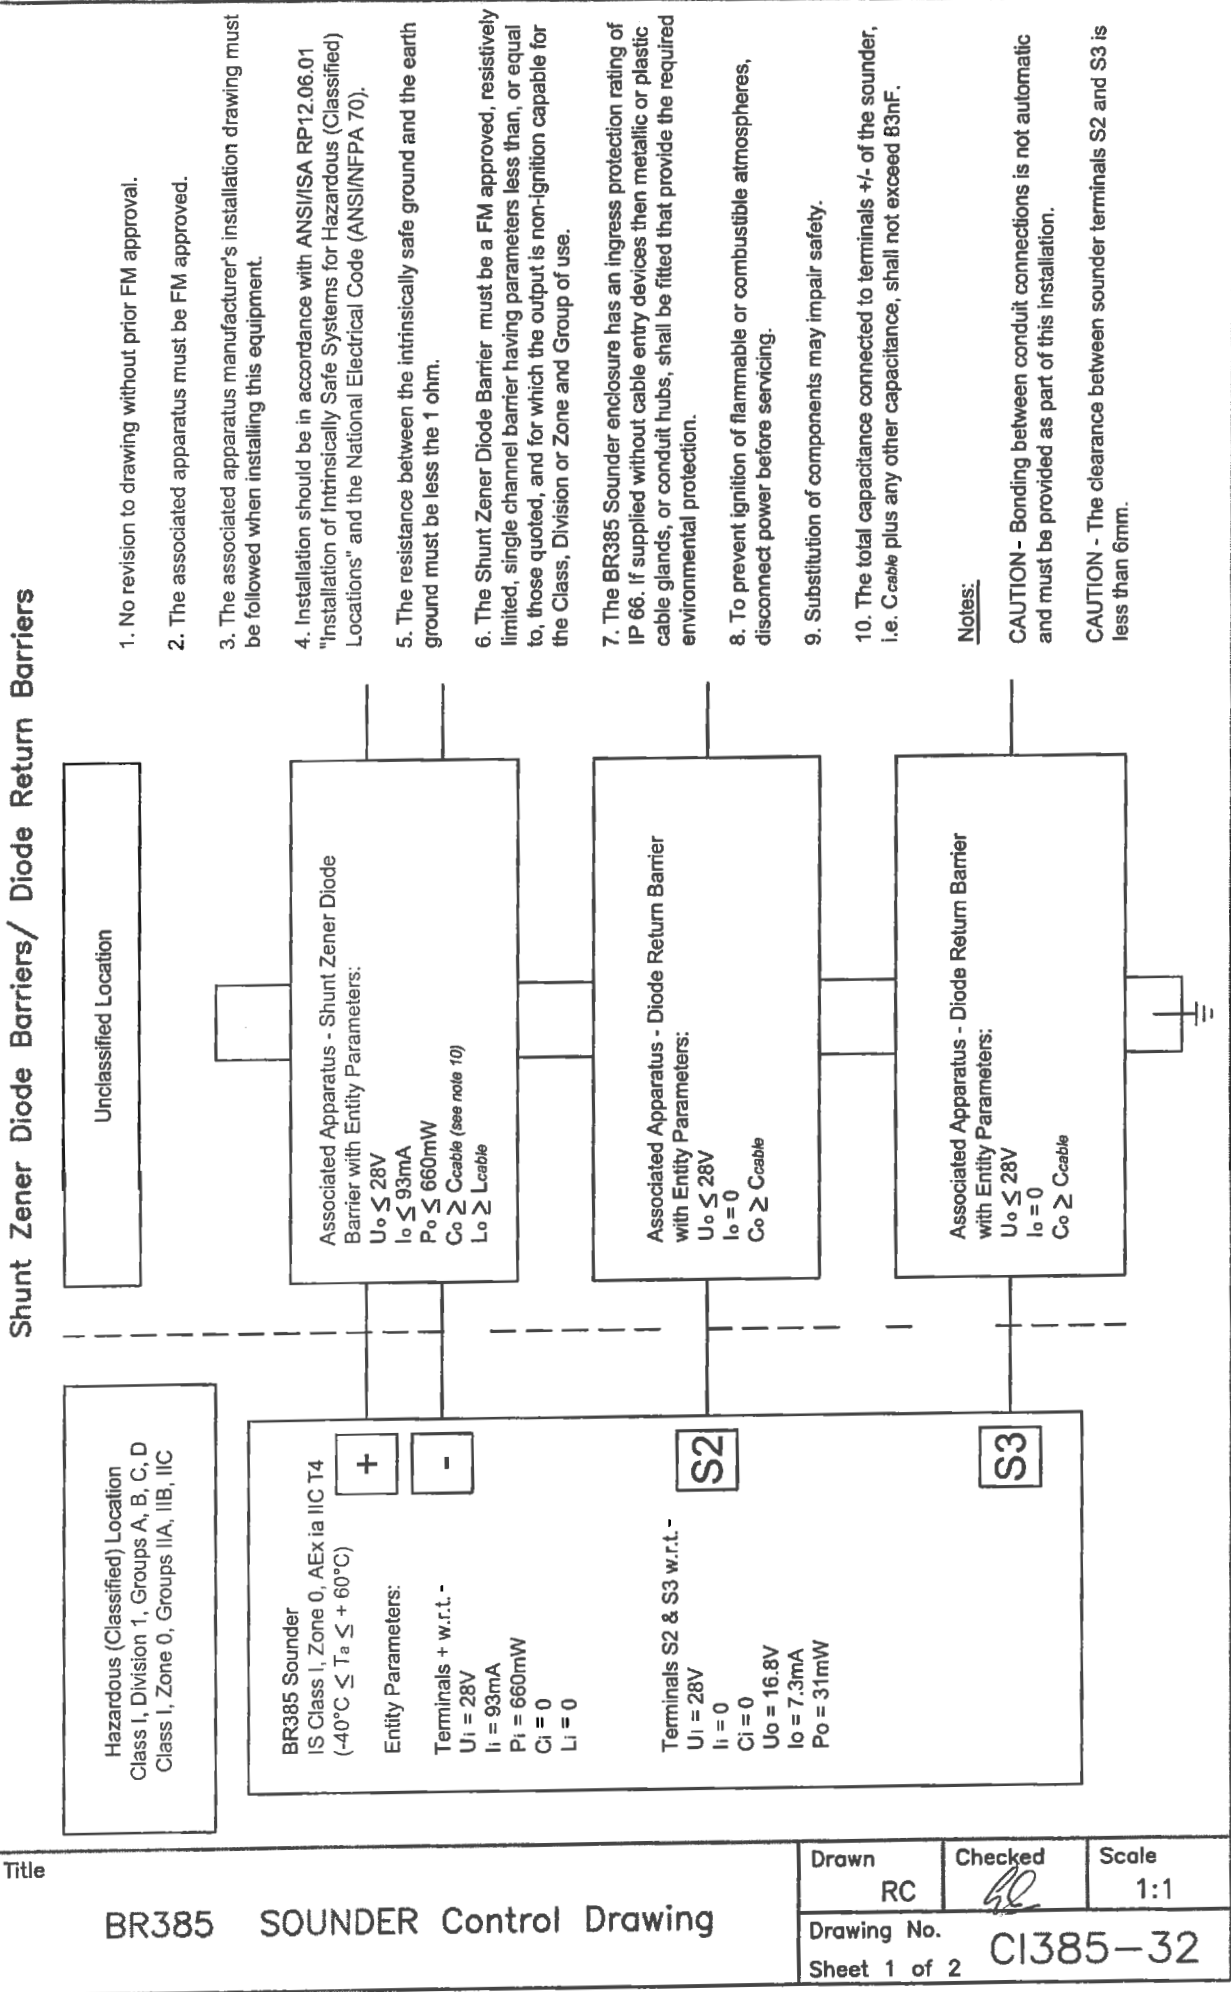 Shunt Zener Diode Barriers/ Diode Return Barriers
Hazardous (Classified) Location
Class I, Division 1, Groups A, B, C, D
Class I, Zone 0, Groups IIA, IIB, IIC
Unclassified Location
BR385 Sounder
IS Class I, Zone 0, AEx ia IIC T4
(-40°C ≤ Ta ≤ + 60°C)
Entity Parameters:
Terminals + w.r.t. -
Ui = 28V
Ii = 93mA
Pi = 660mW
Ci = 0
Li = 0
Terminals S2 & S3 w.r.t. -
Ui = 28V
Ii = 0
Ci = 0
Uo = 16.8V
Io = 7.3mA
Po = 31mW
+
-
S2
S3
Associated Apparatus - Shunt Zener Diode
Barrier with Entity Parameters:
Uo ≤ 28V
Io ≤ 93mA
Po ≤ 660mW
Co ≥ Ccable (see note 10)
Lo ≥ Lcable
Associated Apparatus - Diode Return Barrier
with Entity Parameters:
Uo ≤ 28V
Io = 0
Co ≥ Ccable
Associated Apparatus - Diode Return Barrier
with Entity Parameters:
Uo ≤ 28V
Io = 0
Co ≥ Ccable
1. No revision to drawing without prior FM approval.
2. The associated apparatus must be FM approved.
3. The associated apparatus manufacturer's installation drawing must
be followed when installing this equipment.
4. Installation should be in accordance with ANSI/ISA RP12.06.01
"Installation of Intrinsically Safe Systems for Hazardous (Classified)
Locations" and the National Electrical Code (ANSI/NFPA 70).
5. The resistance between the intrinsically safe ground and the earth
ground must be less the 1 ohm.
6. The Shunt Zener Diode Barrier must be a FM approved, resistively
limited, single channel barrier having parameters less than, or equal
to, those quoted, and for which the output is non-ignition capable for
the Class, Division or Zone and Group of use.
7. The BR385 Sounder enclosure has an ingress protection rating of
IP 66. If supplied without cable entry devices then metallic or plastic
cable glands, or conduit hubs, shall be fitted that provide the required
environmental protection.
8. To prevent ignition of flammable or combustible atmospheres,
disconnect power before servicing.
9. Substitution of components may impair safety.
10. The total capacitance connected to terminals +/- of the sounder,
i.e. Ccable plus any other capacitance, shall not exceed 83nF.
Notes:
CAUTION - Bonding between conduit connections is not automatic
and must be provided as part of this installation.
CAUTION - The clearance between sounder terminals S2 and S3 is
less than 6mm.
Title
BR385 SOUNDER Control Drawing
Drawn
RC
Checked
Scale
1:1
Drawing No.
CI385-32
Sheet 1 of 2